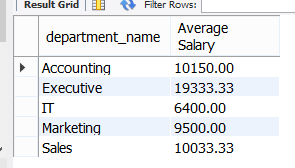 Result Grid Filter Rows:
department_name Average
Salary
Accounting 10150.00
Executive 19333.33
IT 6400.00
Marketing 9500.00
Sales 10033.33